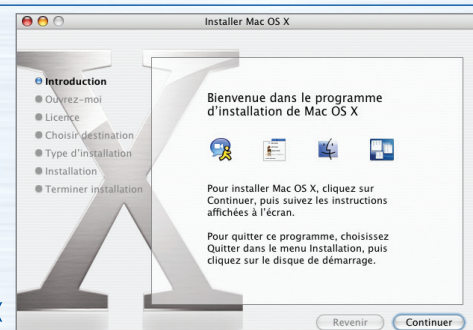 Installer Mac OS X
Introduction
Ouvrez-moi
Licence
Choisir destination
Type d'installation
Installation
Terminer installation
Bienvenue dans le programme
d'installation de Mac OS X
Pour installer Mac OS X, cliquez sur
Continuer, puis suivez les instructions
affichées à l'écran.
Pour quitter ce programme, choisissez
Quitter dans le menu Installation, puis
cliquez sur le disque de démarrage.
Revenir
Continuer